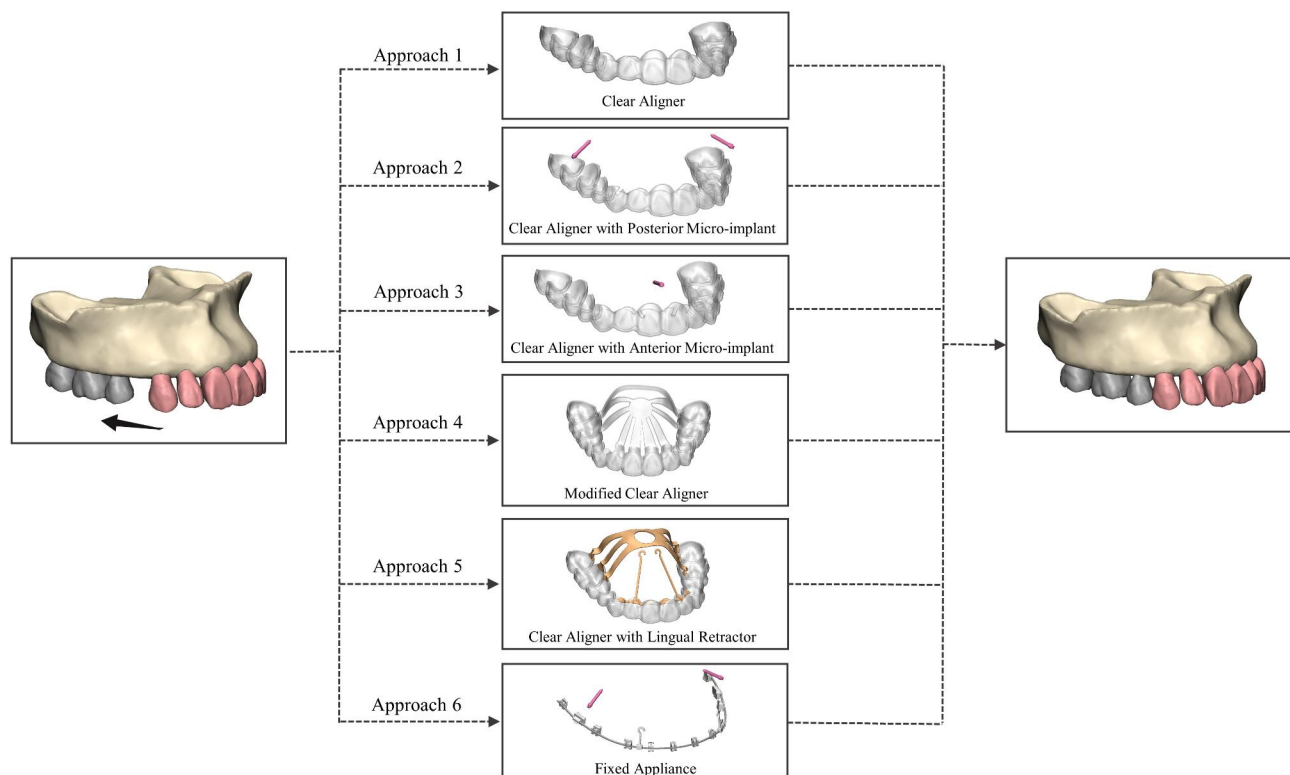 Approach 1
Clear Aligner
Approach 2
Clear Aligner with Posterior Micro-implant
Approach 3
Clear Aligner with Anterior Micro-implant
Approach 4
Modified Clear Aligner
Approach 5
Clear Aligner with Lingual Retractor
Approach 6
Fixed Appliance